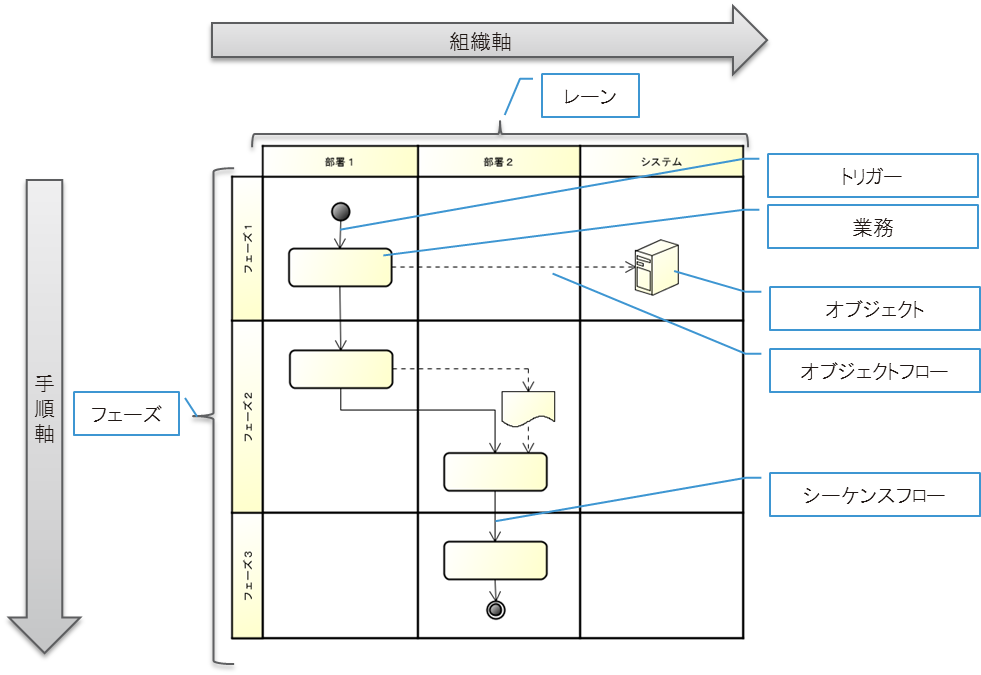 組織軸
レーン
部署1
部署2
システム
トリガー
業務
フェーズ1
オブジェクト
オブジェクトフロー
手順軸
フェーズ
フェーズ2
シーケンスフロー
フェーズ3